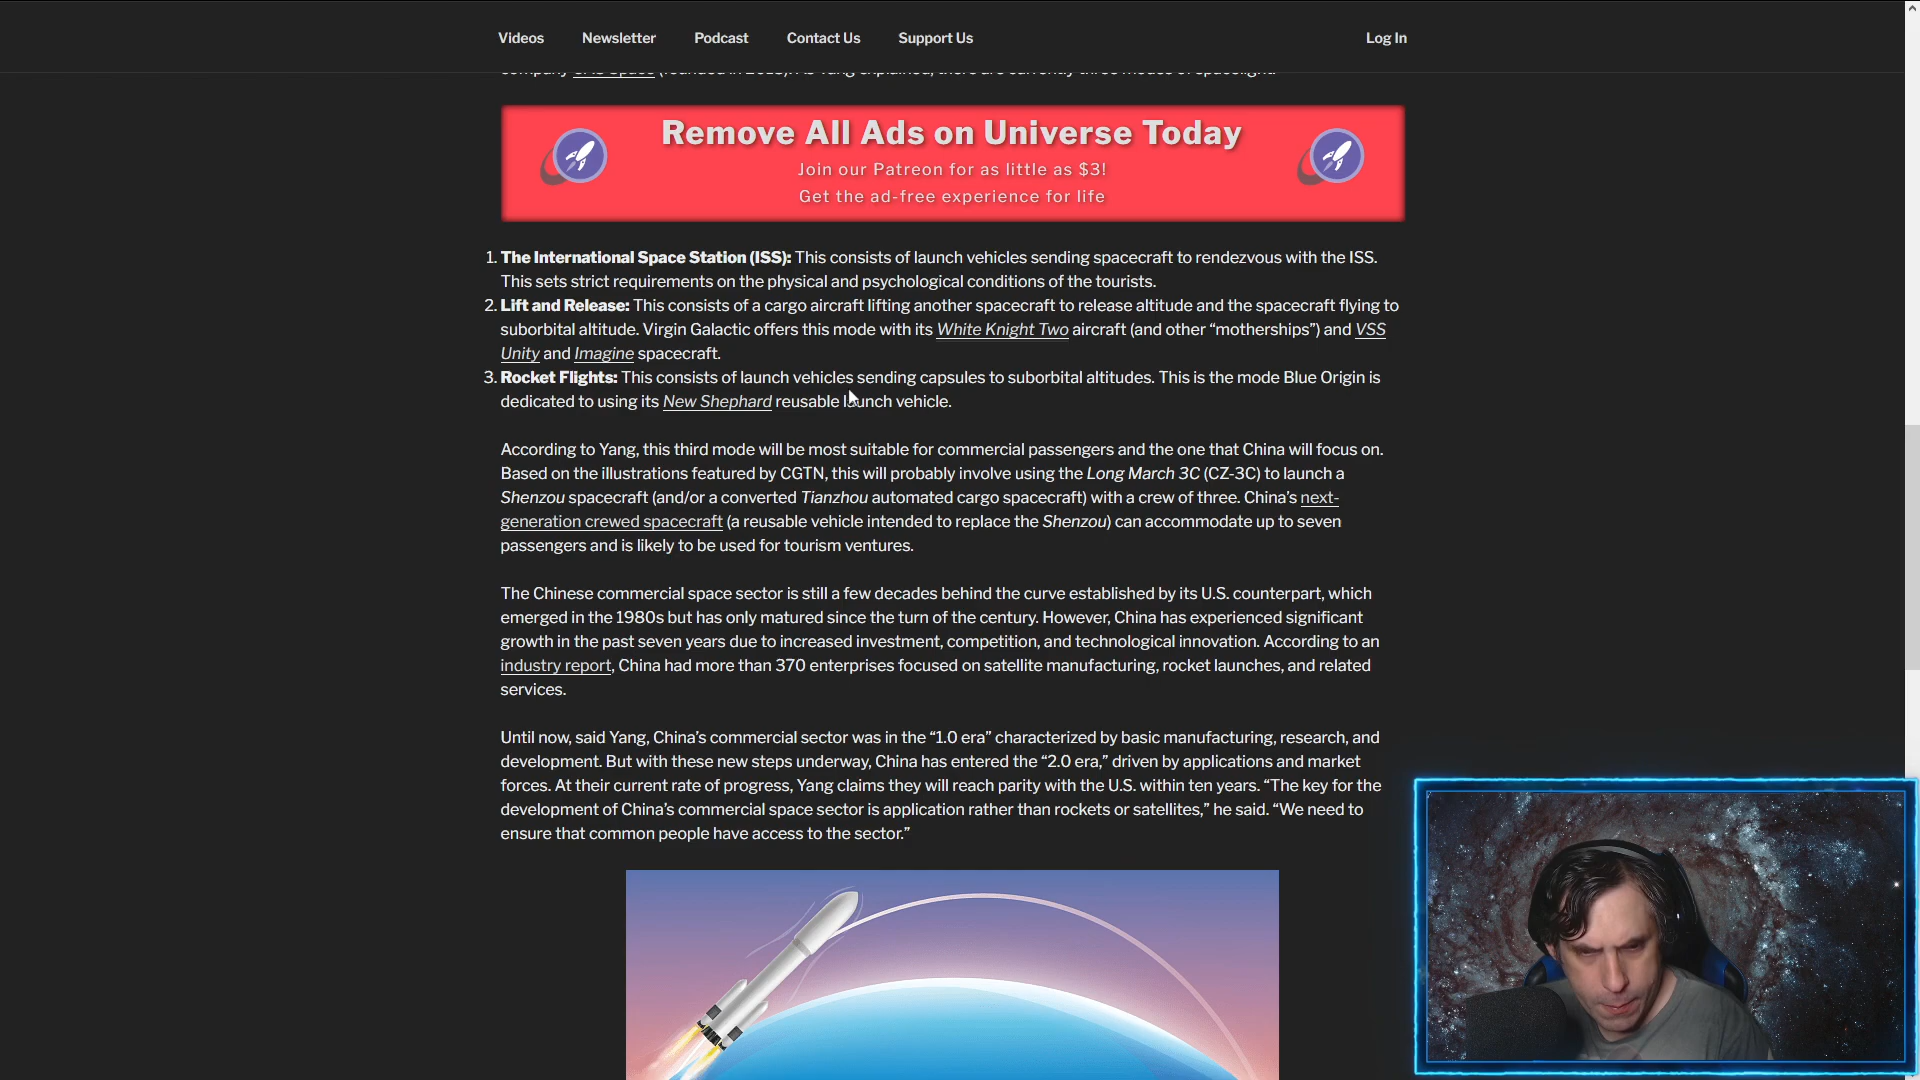 Videos
Newsletter
Podcast
Contact Us
Support Us
Log In
Remove All Ads on Universe Today
Join our Patreon for as little as $3!
Get the ad-free experience for life
1. The International Space Station (ISS): This consists of launch vehicles sending spacecraft to rendezvous with the ISS.
This sets strict requirements on the physical and psychological conditions of the tourists.
2. Lift and Release: This consists of a cargo aircraft lifting another spacecraft to release altitude and the spacecraft flying to
suborbital altitude. Virgin Galactic offers this mode with its White Knight Two aircraft (and other “motherships”) and VSS
Unity and Imagine spacecraft.
3. Rocket Flights: This consists of launch vehicles sending capsules to suborbital altitudes. This is the mode Blue Origin is
dedicated to using its New Shephard reusable launch vehicle.
According to Yang, this third mode will be most suitable for commercial passengers and the one that China will focus on.
Based on the illustrations featured by CGTN, this will probably involve using the Long March 3C (CZ-3C) to launch a
Shenzou spacecraft (and/or a converted Tianzhou automated cargo spacecraft) with a crew of three. China’s next-
generation crewed spacecraft (a reusable vehicle intended to replace the Shenzou) can accommodate up to seven
passengers and is likely to be used for tourism ventures.
The Chinese commercial space sector is still a few decades behind the curve established by its U.S. counterpart, which
emerged in the 1980s but has only matured since the turn of the century. However, China has experienced significant
growth in the past seven years due to increased investment, competition, and technological innovation. According to an
industry report, China had more than 370 enterprises focused on satellite manufacturing, rocket launches, and related
services.
Until now, said Yang, China’s commercial sector was in the “1.0 era” characterized by basic manufacturing, research, and
development. But with these new steps underway, China has entered the “2.0 era,” driven by applications and market
forces. At their current rate of progress, Yang claims they will reach parity with the U.S. within ten years. “The key for the
development of China’s commercial space sector is application rather than rockets or satellites,” he said. “We need to
ensure that common people have access to the sector.”